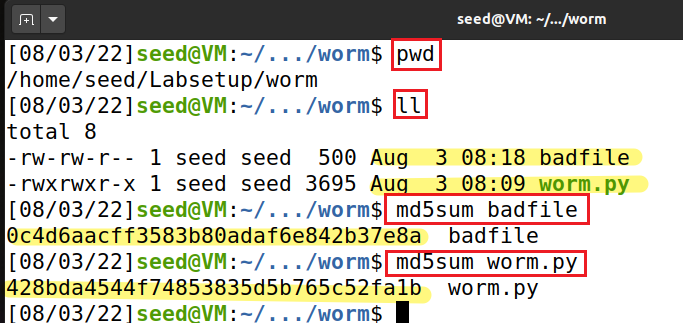 seed@VM: ~/.../worm
[08/03/22]seed@VM:~/.../worm$ pwd
/home/seed/Labsetup/worm
[08/03/22]seed@VM:~/.../worm$ ll
total 8
-rw-rw-r-- 1 seed seed  500 Aug  3 08:18 badfile
-rwxrwxr-x 1 seed seed 3695 Aug  3 08:09 worm.py
[08/03/22]seed@VM:~/.../worm$ md5sum badfile
0c4d6aacff3583b80adaf6e842b37e8a  badfile
[08/03/22]seed@VM:~/.../worm$ md5sum worm.py
428bda4544f74853835d5b765c52fa1b  worm.py
[08/03/22]seed@VM:~/.../worm$